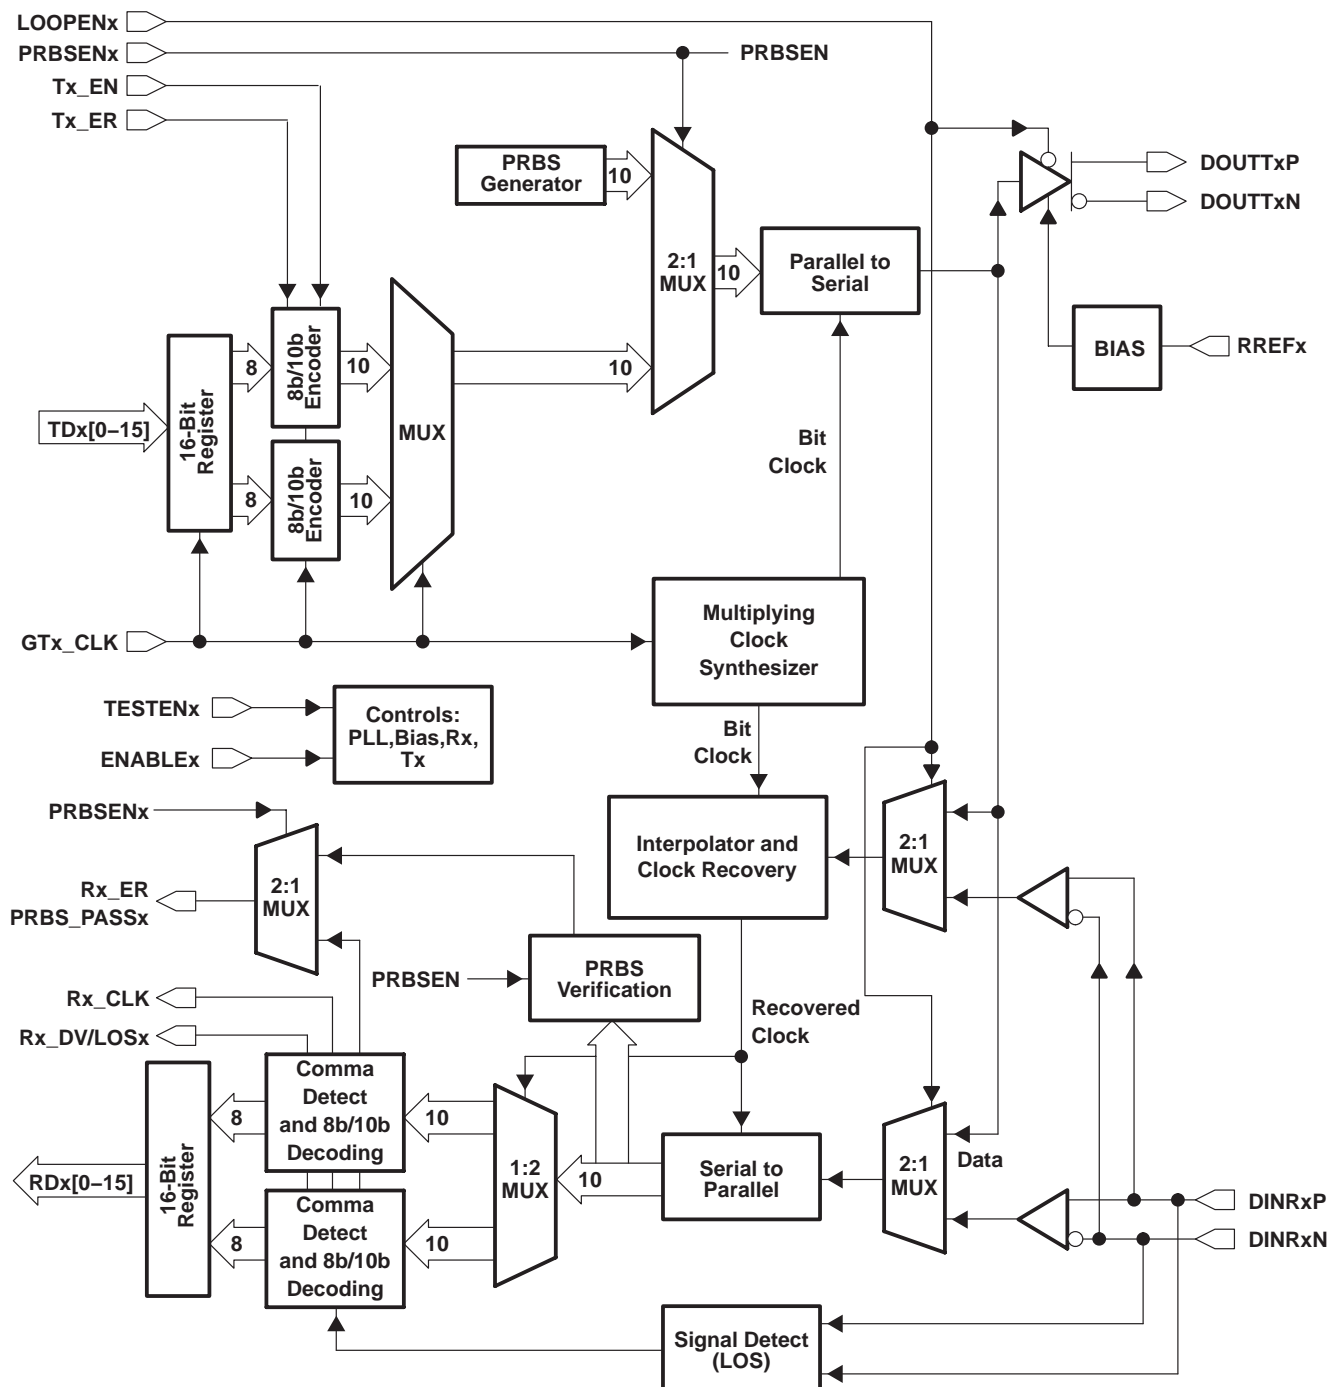 LOOPENx
PRBSENx
PRBSEN
Tx_EN
Tx_ER
PRBS
Generator
10
DOUTTxP
DOUTTxN
2:1
MUX
10
Parallel to
Serial
BIAS
RREFx
TDx[0–15]
16-Bit
Register
8
8b/10b
Encoder
10
8
8b/10b
Encoder
10
MUX
10
Bit
Clock
GTx_CLK
Multiplying
Clock
Synthesizer
TESTENx
ENABLEx
Controls:
PLL,Bias,Rx,
Tx
Bit
Clock
PRBSENx
2:1
MUX
Rx_ER
PRBS_PASSx
Interpolator and
Clock Recovery
2:1
MUX
PRBSEN
PRBS
Verification
Rx_CLK
Rx_DV/LOSx
Recovered
Clock
RDx[0–15]
16-Bit
Register
8
Comma
Detect
and 8b/10b
Decoding
10
8
Comma
Detect
and 8b/10b
Decoding
10
1:2
MUX
10
Serial to
Parallel
2:1
MUX
Data
DINRxP
DINRxN
Signal Detect
(LOS)